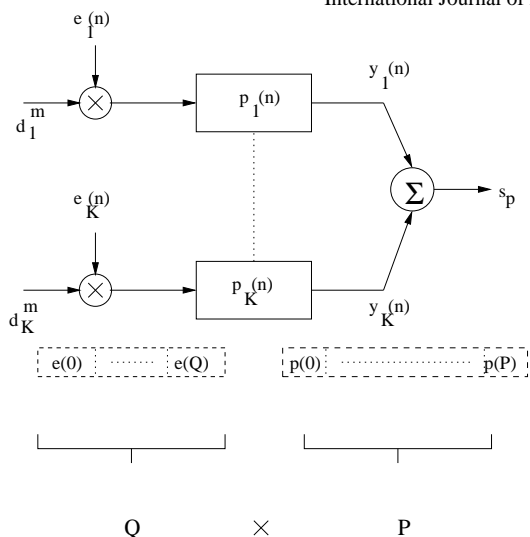 International Journal of
e_1(n)
y_1(n)
p_1(n)
×
d_1^m
Σ
s_p
e_K(n)
p_K(n)
×
d_K^m
y_K(n)
e(0) ........ e(Q) p(0) ........................ p(P)
Q × P